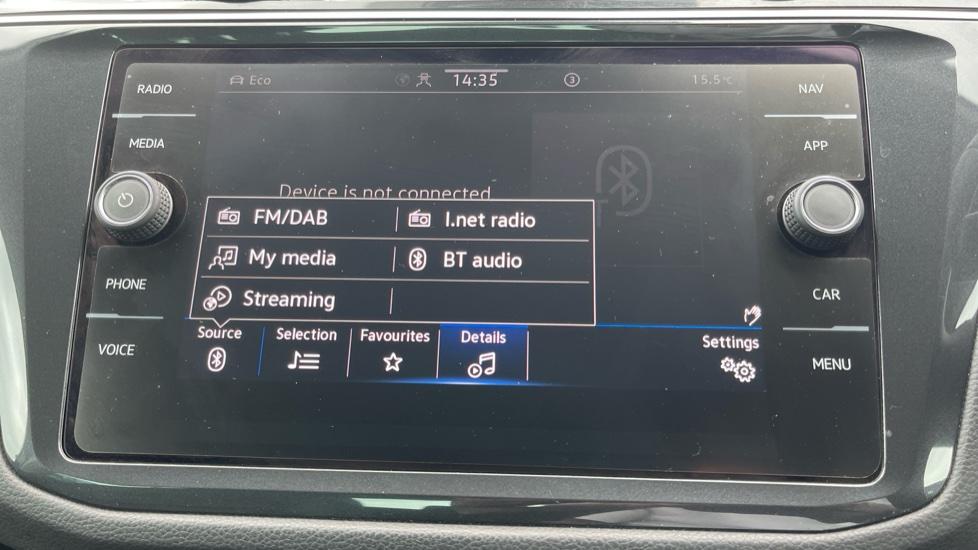 RADIO
MEDIA
PHONE
VOICE
Eco
14:35
3
15.5°C
Device is not connected
FM/DAB
I.net radio
My media
BT audio
Streaming
Source
Selection
Favourites
Details
Settings
NAV
APP
CAR
MENU